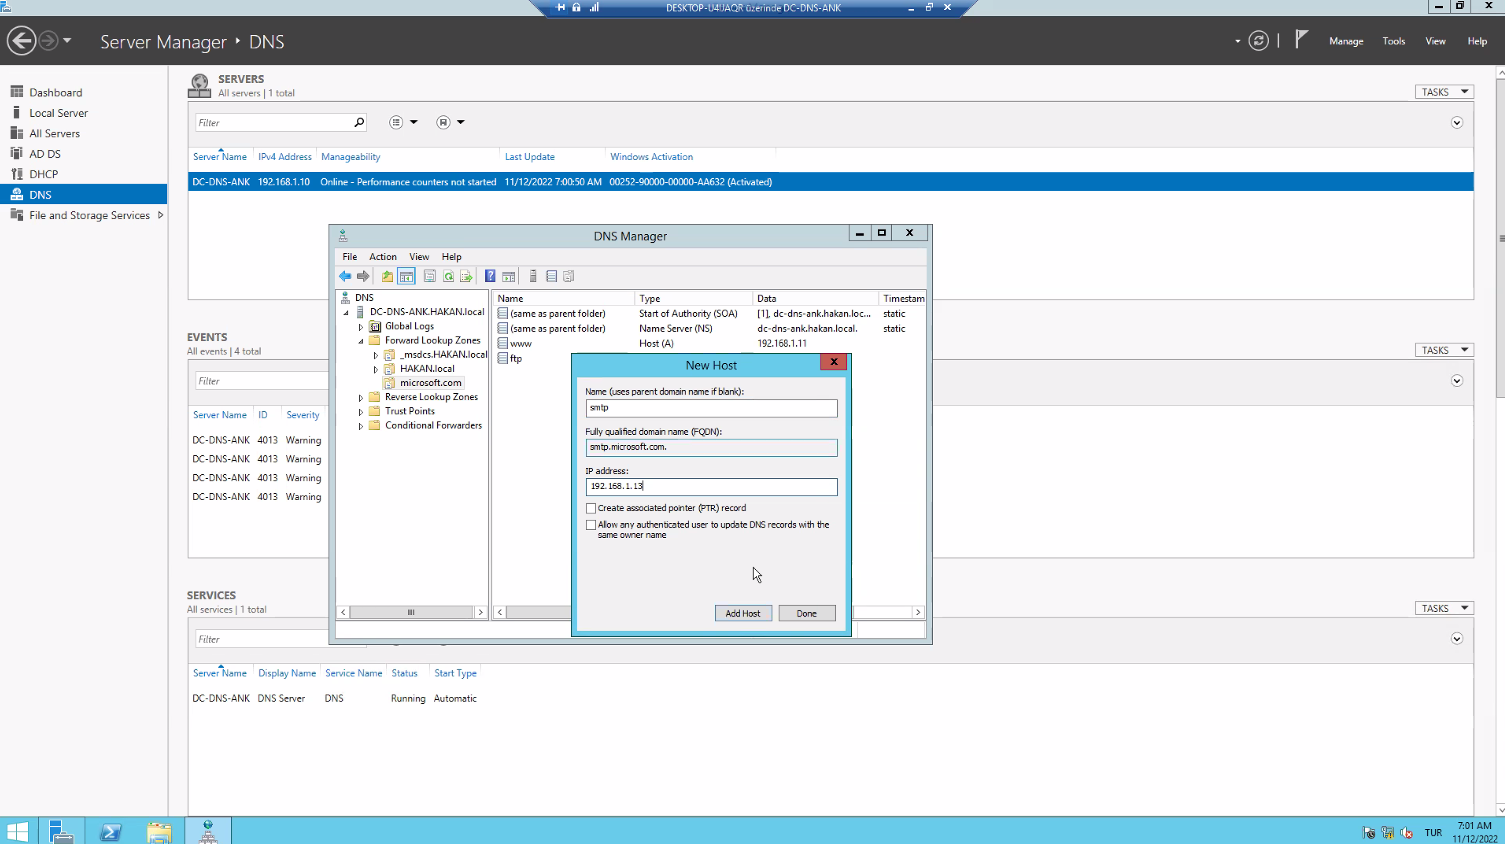 DESKTOP-U4UAQR üzerinde DC-DNS-ANK
Server Manager ‣ DNS
Manage Tools View Help
Dashboard
Local Server
All Servers
AD DS
DHCP
DNS
File and Storage Services
SERVERS
All servers | 1 total
TASKS
Filter
Server Name IPv4 Address Manageability Last Update Windows Activation
DC-DNS-ANK 192.168.1.10 Online - Performance counters not started 11/12/2022 7:00:50 AM 00252-90000-00000-AA632 (Activated)
EVENTS
All events | 4 total
TASKS
Filter
Server Name ID Severity
DC-DNS-ANK 4013 Warning
DC-DNS-ANK 4013 Warning
DC-DNS-ANK 4013 Warning
DC-DNS-ANK 4013 Warning
SERVICES
All services | 1 total
TASKS
Filter
Server Name Display Name Service Name Status Start Type
DC-DNS-ANK DNS Server DNS Running Automatic
DNS Manager
File Action View Help
DNS
DC-DNS-ANK.HAKAN.local
Global Logs
Forward Lookup Zones
_msdcs.HAKAN.local
HAKAN.local
microsoft.com
Reverse Lookup Zones
Trust Points
Conditional Forwarders
Name Type Data Timestam
(same as parent folder) Start of Authority (SOA) [1], dc-dns-ank.hakan.loc... static
(same as parent folder) Name Server (NS) dc-dns-ank.hakan.local. static
www Host (A) 192.168.1.11
ftp
New Host
Name (uses parent domain name if blank):
smtp
Fully qualified domain name (FQDN):
smtp.microsoft.com.
IP address:
192.168.1.13
Create associated pointer (PTR) record
Allow any authenticated user to update DNS records with the
same owner name
Add Host Done
TUR
7:01 AM
11/12/2022